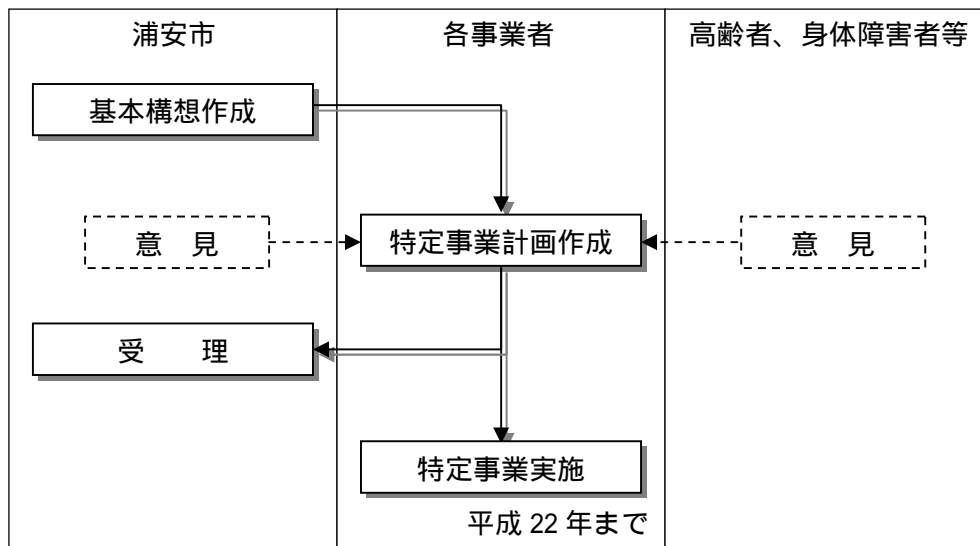 浦安市
各事業者
高齢者、身体障害者等
基本構想作成
意　見
特定事業計画作成
意　見
受　　理
特定事業実施
平成 22 年まで